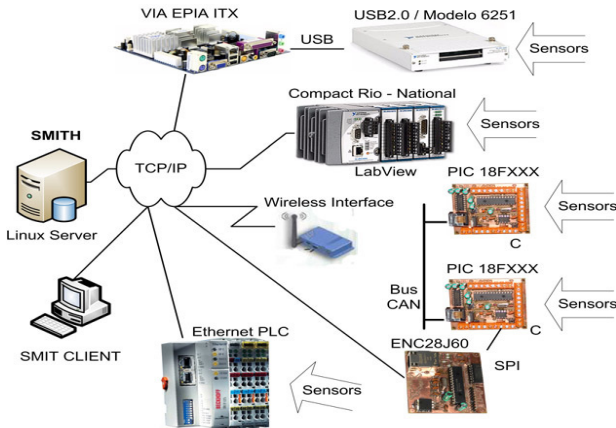 VIA EPIA ITX
USB2.0 / Modelo 6251
USB
Sensors
Compact Rio - National
Sensors
SMITH
TCP/IP
LabView
PIC 18FXXX
Linux Server
Wireless Interface
Sensors
C
Bus
CAN
PIC 18FXXX
Sensors
C
SMIT CLIENT
Ethernet PLC
ENC28J60
SPI
Sensors